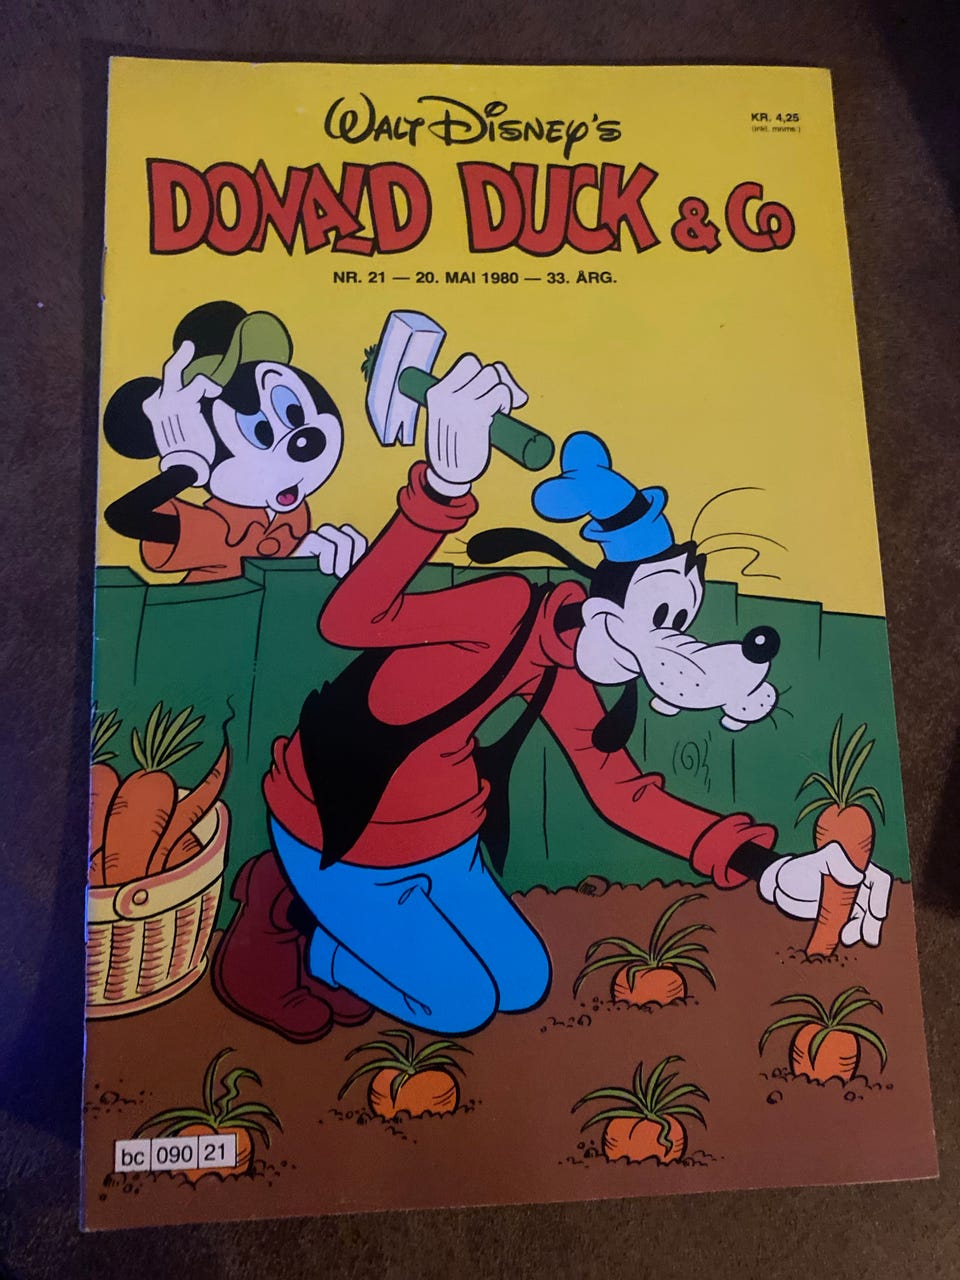 WALT DISNEY'S
KR. 4,25
(inkl. moms.)
DONALD DUCK & Co
NR. 21 — 20. MAI 1980 — 33. ÅRG.
bc 090 21